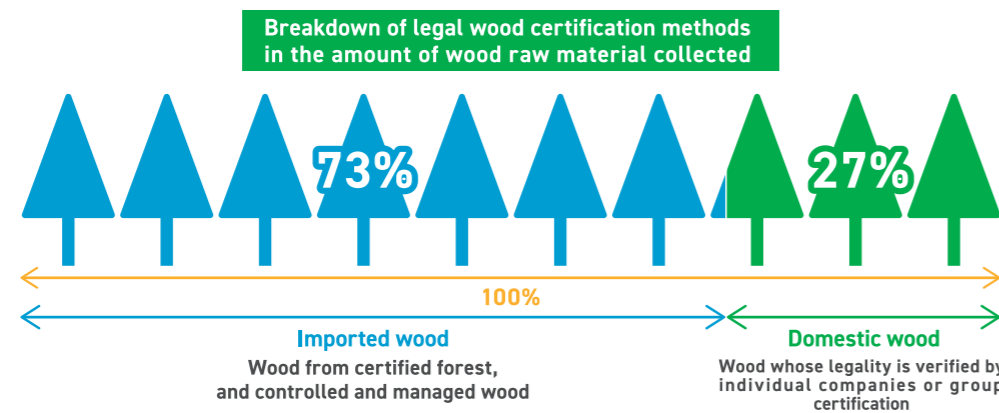 Breakdown of legal wood certification methods
in the amount of wood raw material collected
73%
27%
100%
Imported wood
Wood from certified forest,
and controlled and managed wood
Domestic wood
Wood whose legality is verified by
individual companies or group
certification